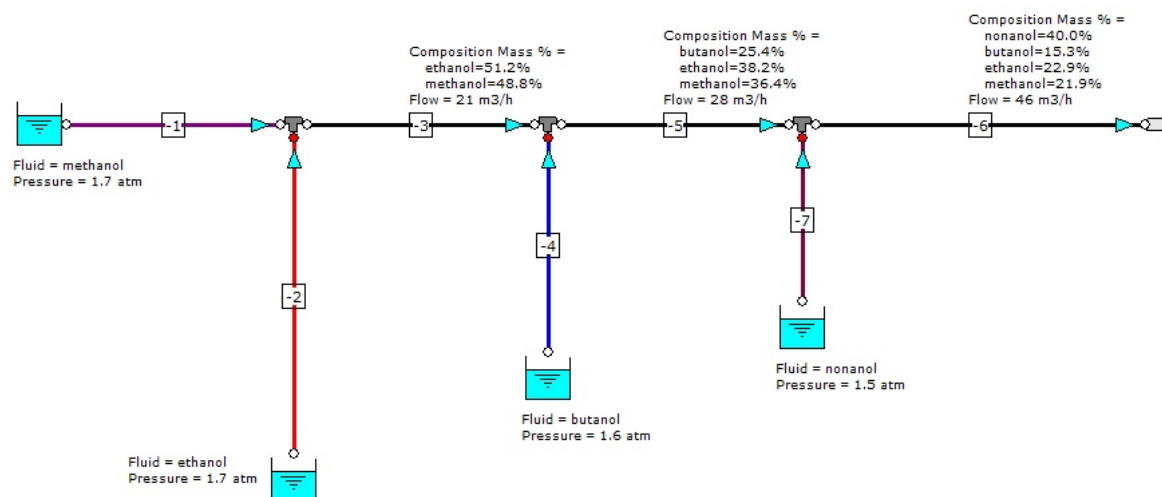 Composition Mass % =
ethanol=51.2%
methanol=48.8%
Flow = 21 m3/h
Composition Mass % =
butanol=25.4%
ethanol=38.2%
methanol=36.4%
Flow = 28 m3/h
Composition Mass % =
nonanol=40.0%
butanol=15.3%
ethanol=22.9%
methanol=21.9%
Flow = 46 m3/h
-1
-3
-5
-6
Fluid = methanol
Pressure = 1.7 atm
-2
-4
-7
Fluid = nonanol
Pressure = 1.5 atm
Fluid = butanol
Pressure = 1.6 atm
Fluid = ethanol
Pressure = 1.7 atm